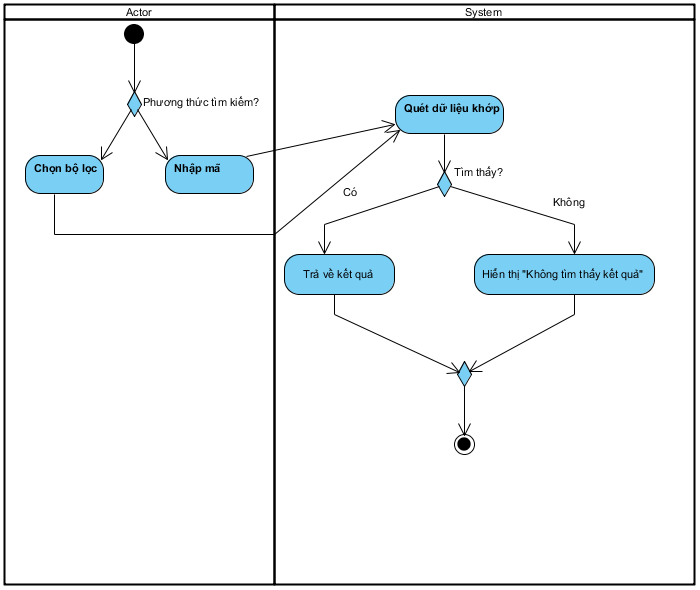 Actor
System
Phương thức tìm kiếm?
Quét dữ liệu khớp
Chọn bộ lọc
Nhập mã
Tìm thấy?
Có
Không
Trả về kết quả
Hiển thị "Không tìm thấy kết quả"